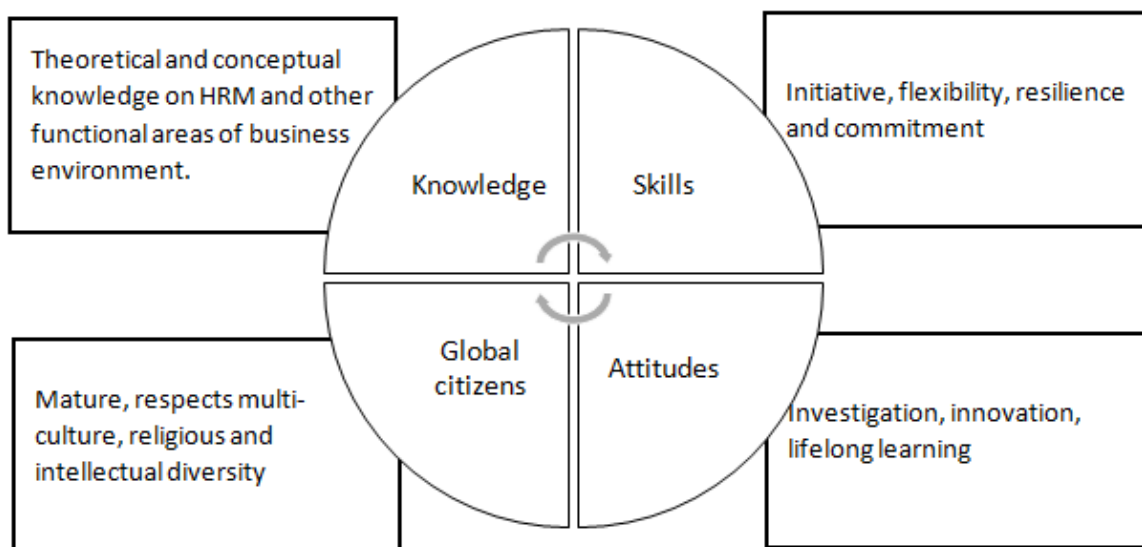 Theoretical and conceptual
knowledge on HRM and other
functional areas of business
environment.
Knowledge
Skills
Initiative, flexibility, resilience
and commitment
Mature, respects multi-
culture, religious and
intellectual diversity
Global
citizens
Attitudes
Investigation, innovation,
lifelong learning